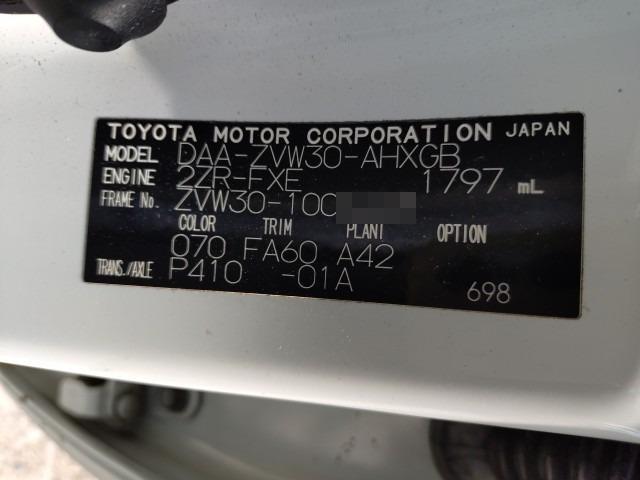 TOYOTA MOTOR CORPORATION JAPAN
MODEL DAA-ZVW30-AHXGB
ENGINE 2ZR-FXE 1797 mL
FRAME No. ZVW30-100
COLOR TRIM PLANT OPTION
070 FA60 A42
TRANS./AXLE P410 -01A
698